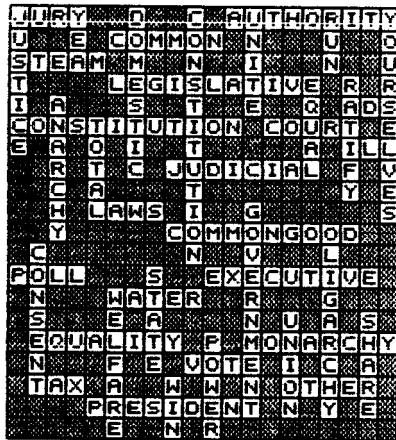 JURY D C AUTHORITY
U E COMMON N U O
STEAM M N I N U
T LEGISLATIVE R R
I A S T E Q ADS
CONSTITUTION COURT E
E N O I T A ILL
A T C JUDICIAL F V
R A T Y E
C LAWS I G S
H COMMONGOOD
Y N V L
POLL S EXECUTIVE
N WATER R G
S E A N U A S
EQUALITY P MONARCHY
N F E VOTE I C A
TAX A W W N OTHER
PRESIDENT N Y E
E N R